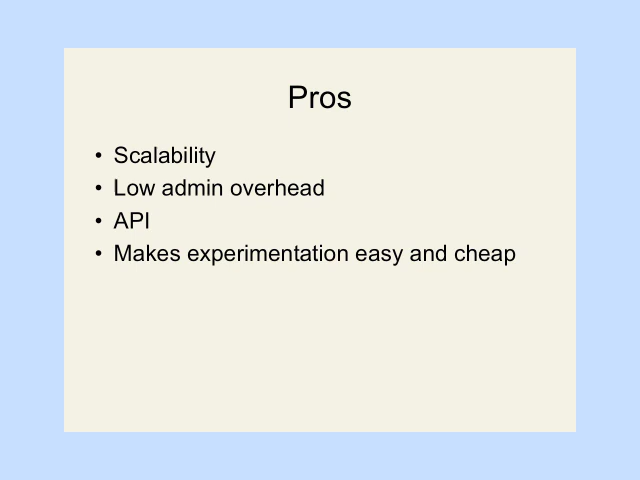 Pros
• Scalability
• Low admin overhead
• API
• Makes experimentation easy and cheap